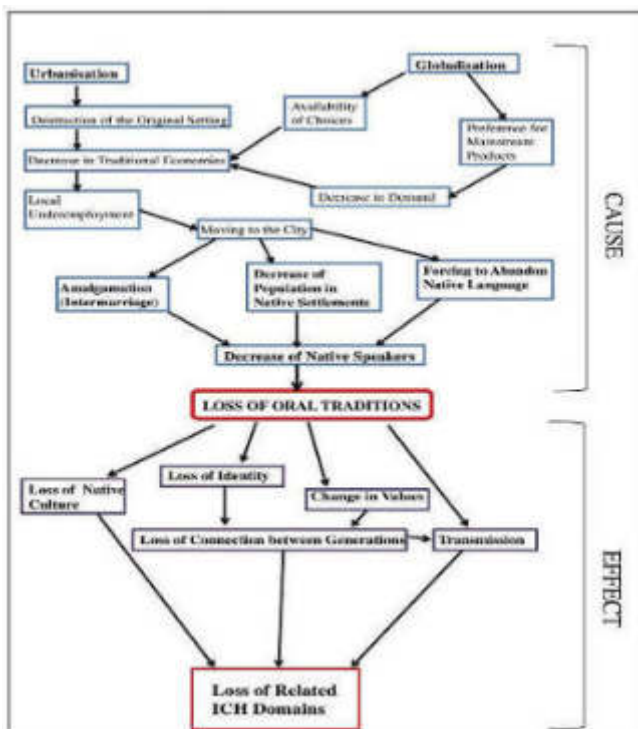 Urbanisation
Globalisation
Destruction of the Original Setting
Availability
of Choices
Preference for
Mainstream
Products
Decrease in Traditional Economies
Local
Underemployment
Decrease in Demand
Moving to the City
Amalgamation
(Intermarriage)
Decrease of
Population in
Native Settlements
Forcing to Abandon
Native Language
Decrease of Native Speakers
CAUSE
LOSS OF ORAL TRADITIONS
Loss of Native
Culture
Loss of Identity
Change in Values
Loss of Connection between Generations
Transmission
EFFECT
Loss of Related
ICH Domains